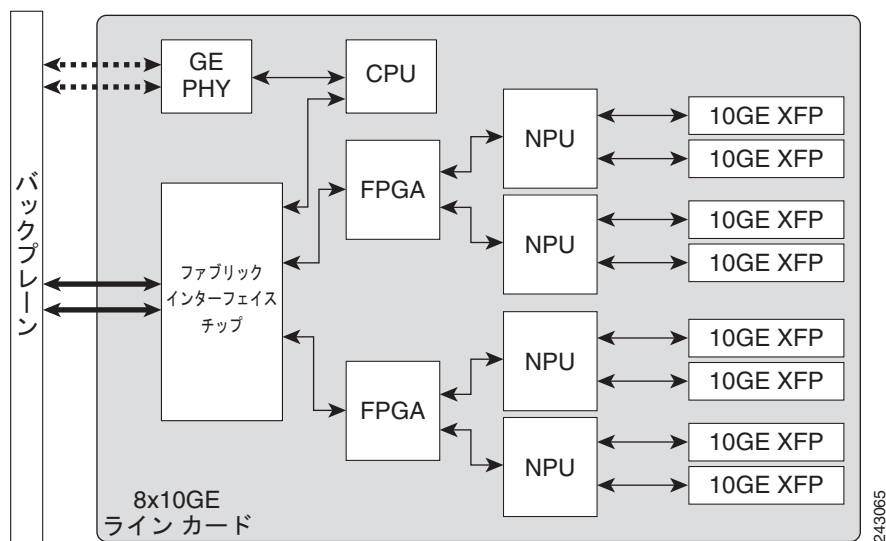 GE
PHY
CPU
NPU
10GE XFP
10GE XFP
FPGA
NPU
10GE XFP
10GE XFP
バックプレーン
ファブリック
インターフェイス
チップ
NPU
10GE XFP
10GE XFP
FPGA
NPU
10GE XFP
10GE XFP
8x10GE
ライン カード
243065